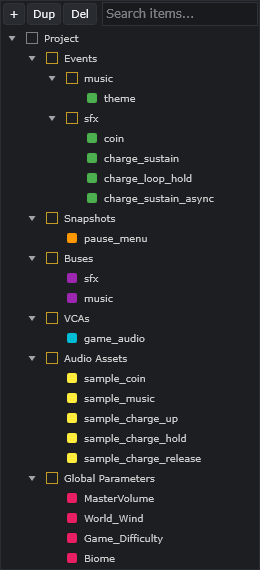 + Dup Del Search items...
Project
Events
music
theme
sfx
coin
charge_sustain
charge_loop_hold
charge_sustain_async
Snapshots
pause_menu
Buses
sfx
music
VCAs
game_audio
Audio Assets
sample_coin
sample_music
sample_charge_up
sample_charge_hold
sample_charge_release
Global Parameters
MasterVolume
World_Wind
Game_Difficulty
Biome